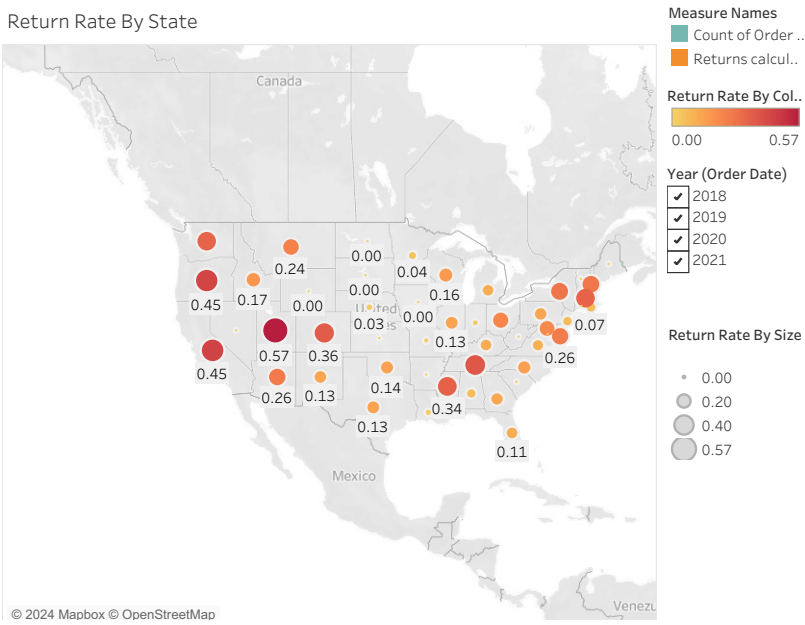 Return Rate By State
Canada
0.00
0.24
0.04
0.00
0.16
0.45
0.17
0.00
0.00
United
es
0.03
0.07
0.13
0.57
0.36
0.26
0.45
0.14
0.26
0.13
0.34
0.13
0.11
Mexico
Venezu
© 2024 Mapbox © OpenStreetMap
Measure Names
Count of Order ..
Returns calcul..
Return Rate By Col..
0.00 0.57
Year (Order Date)
2018
2019
2020
2021
Return Rate By Size
0.00
0.20
0.40
0.57